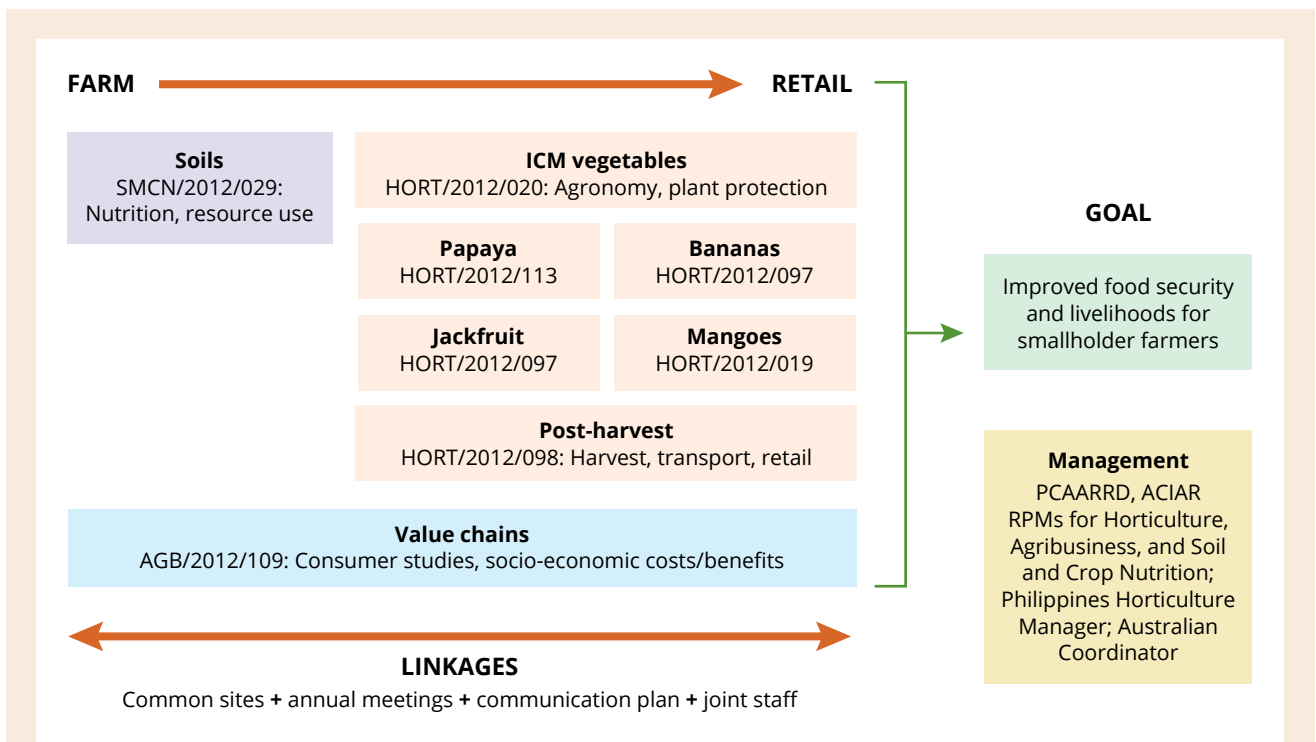 FARM
RETAIL
Soils
SMCN/2012/029:
Nutrition, resource use
ICM vegetables
HORT/2012/020: Agronomy, plant protection
Papaya
HORT/2012/113
Bananas
HORT/2012/097
Jackfruit
HORT/2012/097
Mangoes
HORT/2012/019
Post-harvest
HORT/2012/098: Harvest, transport, retail
Value chains
AGB/2012/109: Consumer studies, socio-economic costs/benefits
LINKAGES
Common sites + annual meetings + communication plan + joint staff
GOAL
Improved food security
and livelihoods for
smallholder farmers
Management
PCAARRD, ACIAR
RPMs for Horticulture,
Agribusiness, and Soil
and Crop Nutrition;
Philippines Horticulture
Manager; Australian
Coordinator